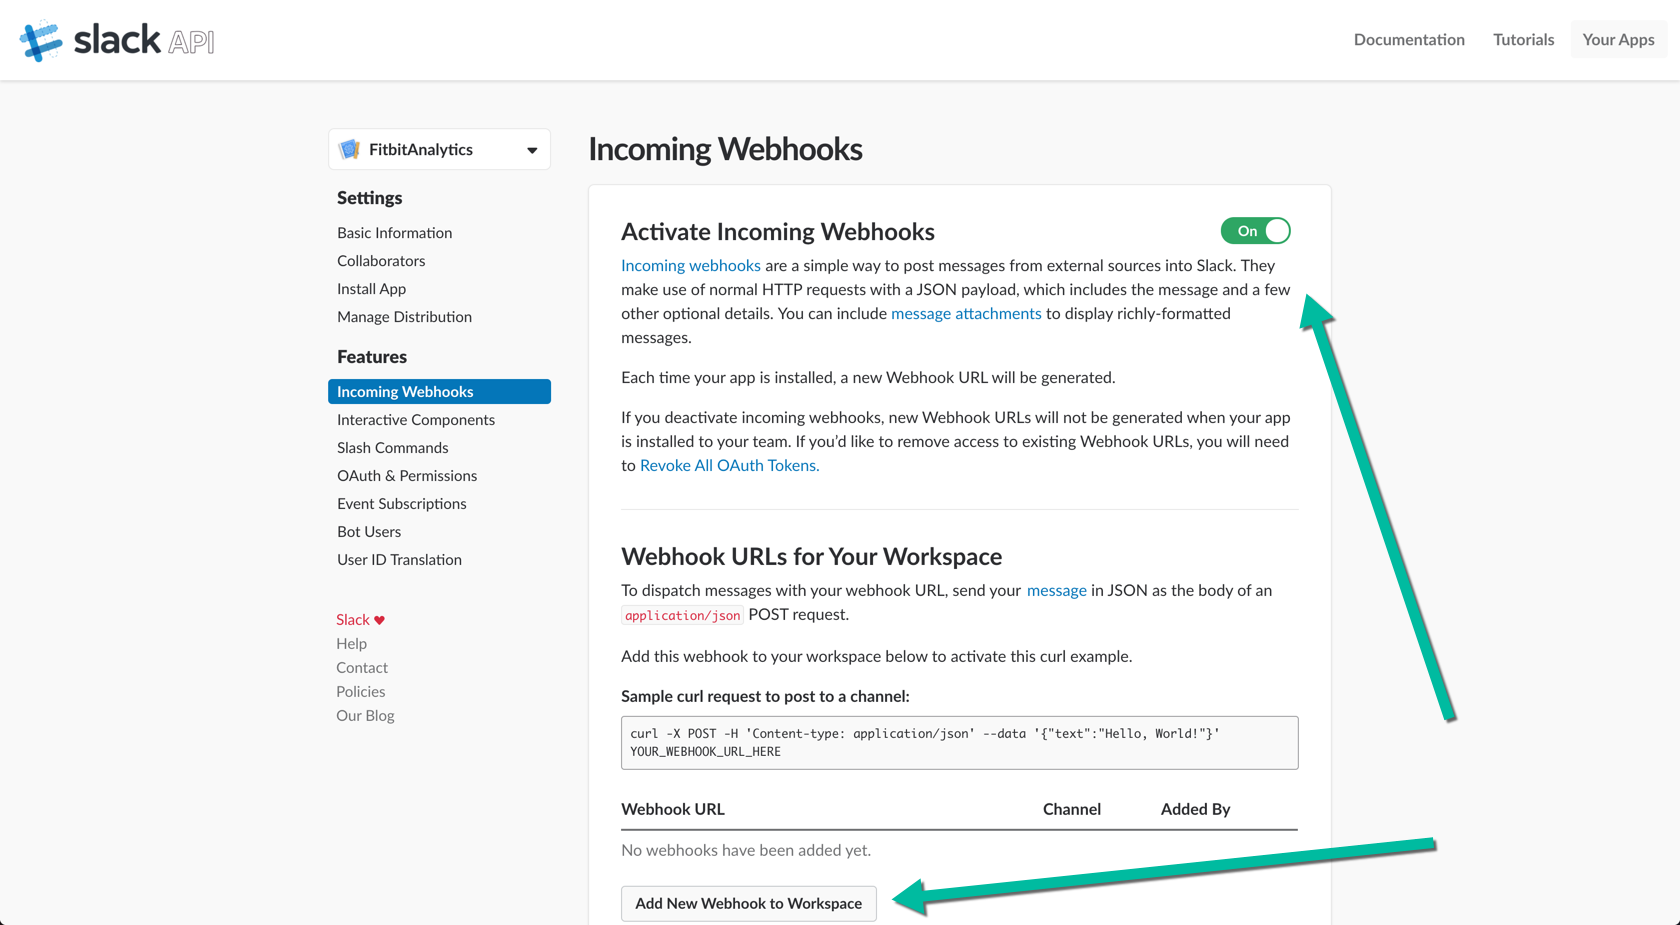 slack API
Documentation
Tutorials
Your Apps
FitbitAnalytics
Settings
Basic Information
Collaborators
Install App
Manage Distribution
Features
Incoming Webhooks
Interactive Components
Slash Commands
OAuth & Permissions
Event Subscriptions
Bot Users
User ID Translation
Slack ♥
Help
Contact
Policies
Our Blog
Incoming Webhooks
Activate Incoming Webhooks
On
Incoming webhooks are a simple way to post messages from external sources into Slack. They
make use of normal HTTP requests with a JSON payload, which includes the message and a few
other optional details. You can include message attachments to display richly-formatted
messages.
Each time your app is installed, a new Webhook URL will be generated.
If you deactivate incoming webhooks, new Webhook URLs will not be generated when your app
is installed to your team. If you’d like to remove access to existing Webhook URLs, you will need
to Revoke All OAuth Tokens.
Webhook URLs for Your Workspace
To dispatch messages with your webhook URL, send your message in JSON as the body of an
application/json POST request.
Add this webhook to your workspace below to activate this curl example.
Sample curl request to post to a channel:
curl -X POST -H 'Content-type: application/json' --data '{"text":"Hello, World!"}'
YOUR_WEBHOOK_URL_HERE
Webhook URL
Channel
Added By
No webhooks have been added yet.
Add New Webhook to Workspace